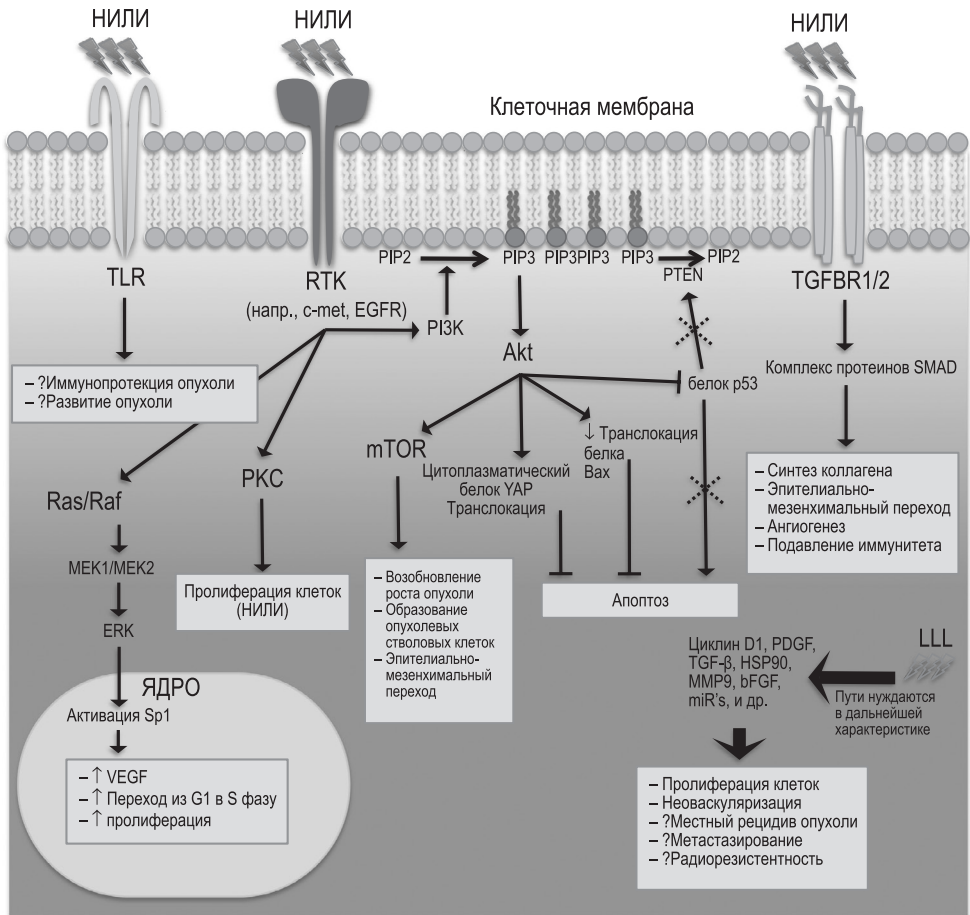 НИЛИ
НИЛИ
НИЛИ
Клеточная мембрана
TLR
RTK
(напр., c-met, EGFR)
PIP2
PIP3
PIP3PIP3
PIP3
PIP2
PTEN
PI3K
TGFBR1/2
– ?Иммунопротекция опухоли
– ?Развитие опухоли
Akt
белок p53
Комплекс протеинов SMAD
Ras/Raf
PKC
mTOR
Цитоплазматический
белок YAP
Транслокация
↓ Транслокация
белка
Bax
– Синтез коллагена
– Эпителиально-
мезенхимальный переход
– Ангиогенез
– Подавление иммунитета
MEK1/MEK2
ERK
Пролиферация клеток
(НИЛИ)
– Возобновление
роста опухоли
– Образование
опухолевых
стволовых клеток
– Эпителиально-
мезенхимальный
переход
Апоптоз
Циклин D1, PDGF,
TGF-β, HSP90,
MMP9, bFGF,
miR's, и др.
LLL
Пути нуждаются
в дальнейшей
характеристике
ЯДРО
Активация Sp1
– ↑ VEGF
– ↑ Переход из G1 в S фазу
– ↑ пролиферация
– Пролиферация клеток
– Неоваскуляризация
– ?Местный рецидив опухоли
– ?Метастазирование
– ?Радиорезистентность